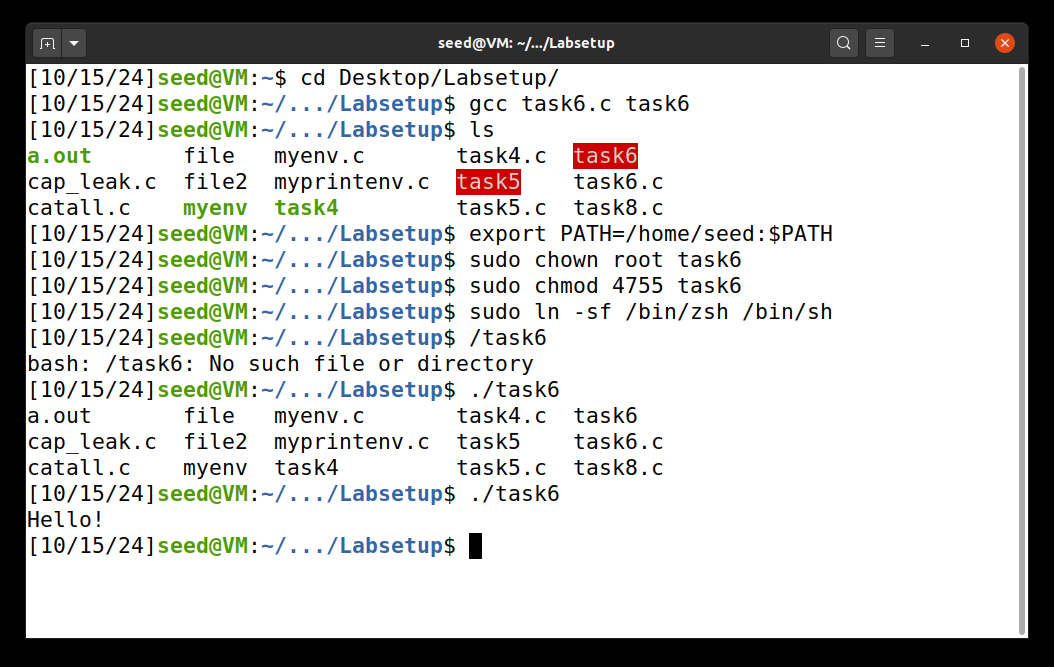 seed@VM: ~/.../Labsetup
[10/15/24]seed@VM:~$ cd Desktop/Labsetup/
[10/15/24]seed@VM:~/.../Labsetup$ gcc task6.c task6
[10/15/24]seed@VM:~/.../Labsetup$ ls
a.out       file   myenv.c       task4.c  task6
cap_leak.c  file2  myprintenv.c  task5    task6.c
catall.c    myenv  task4         task5.c  task8.c
[10/15/24]seed@VM:~/.../Labsetup$ export PATH=/home/seed:$PATH
[10/15/24]seed@VM:~/.../Labsetup$ sudo chown root task6
[10/15/24]seed@VM:~/.../Labsetup$ sudo chmod 4755 task6
[10/15/24]seed@VM:~/.../Labsetup$ sudo ln -sf /bin/zsh /bin/sh
[10/15/24]seed@VM:~/.../Labsetup$ /task6
bash: /task6: No such file or directory
[10/15/24]seed@VM:~/.../Labsetup$ ./task6
a.out       file   myenv.c       task4.c  task6
cap_leak.c  file2  myprintenv.c  task5    task6.c
catall.c    myenv  task4         task5.c  task8.c
[10/15/24]seed@VM:~/.../Labsetup$ ./task6
Hello!
[10/15/24]seed@VM:~/.../Labsetup$